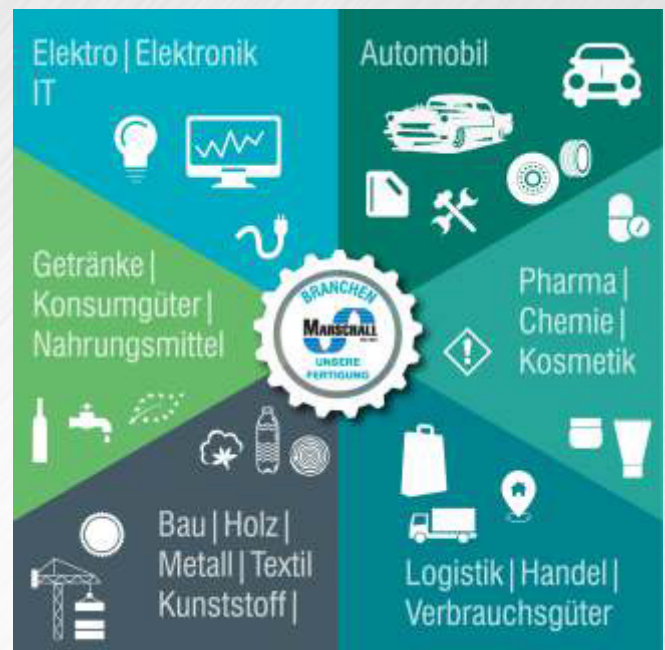 Elektro | Elektronik
IT
Automobil
Getränke |
Konsumgüter |
Nahrungsmittel
BRANCHEN
MARSCHALL
UNSERE
FERTIGUNG
Pharma |
Chemie |
Kosmetik
Bau | Holz |
Metall | Textil
Kunststoff |
Logistik | Handel |
Verbrauchsgüter